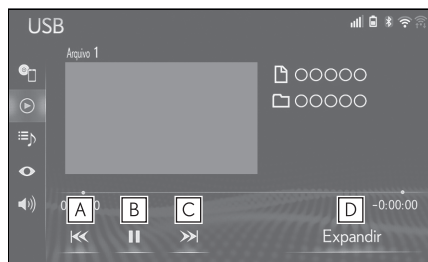 USB
Arquivo 1
OOOOO
OOOOO
A
B
C
D
-0:00:00
Expandir